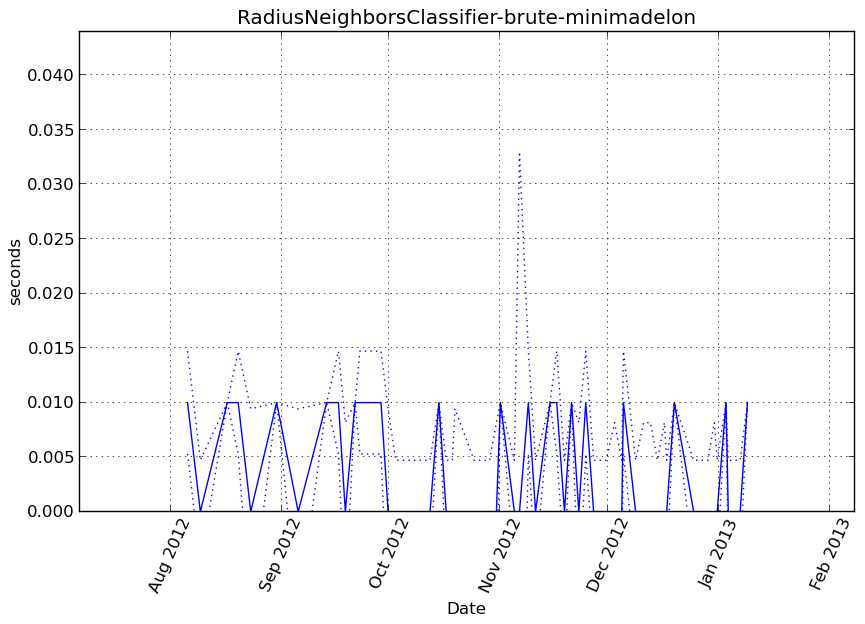 RadiusNeighborsClassifier-brute-minimadelon
0.040
0.035
0.030
0.025
0.020
0.015
0.010
0.005
0.000
seconds
Aug 2012
Sep 2012
Oct 2012
Nov 2012
Dec 2012
Jan 2013
Feb 2013
Date